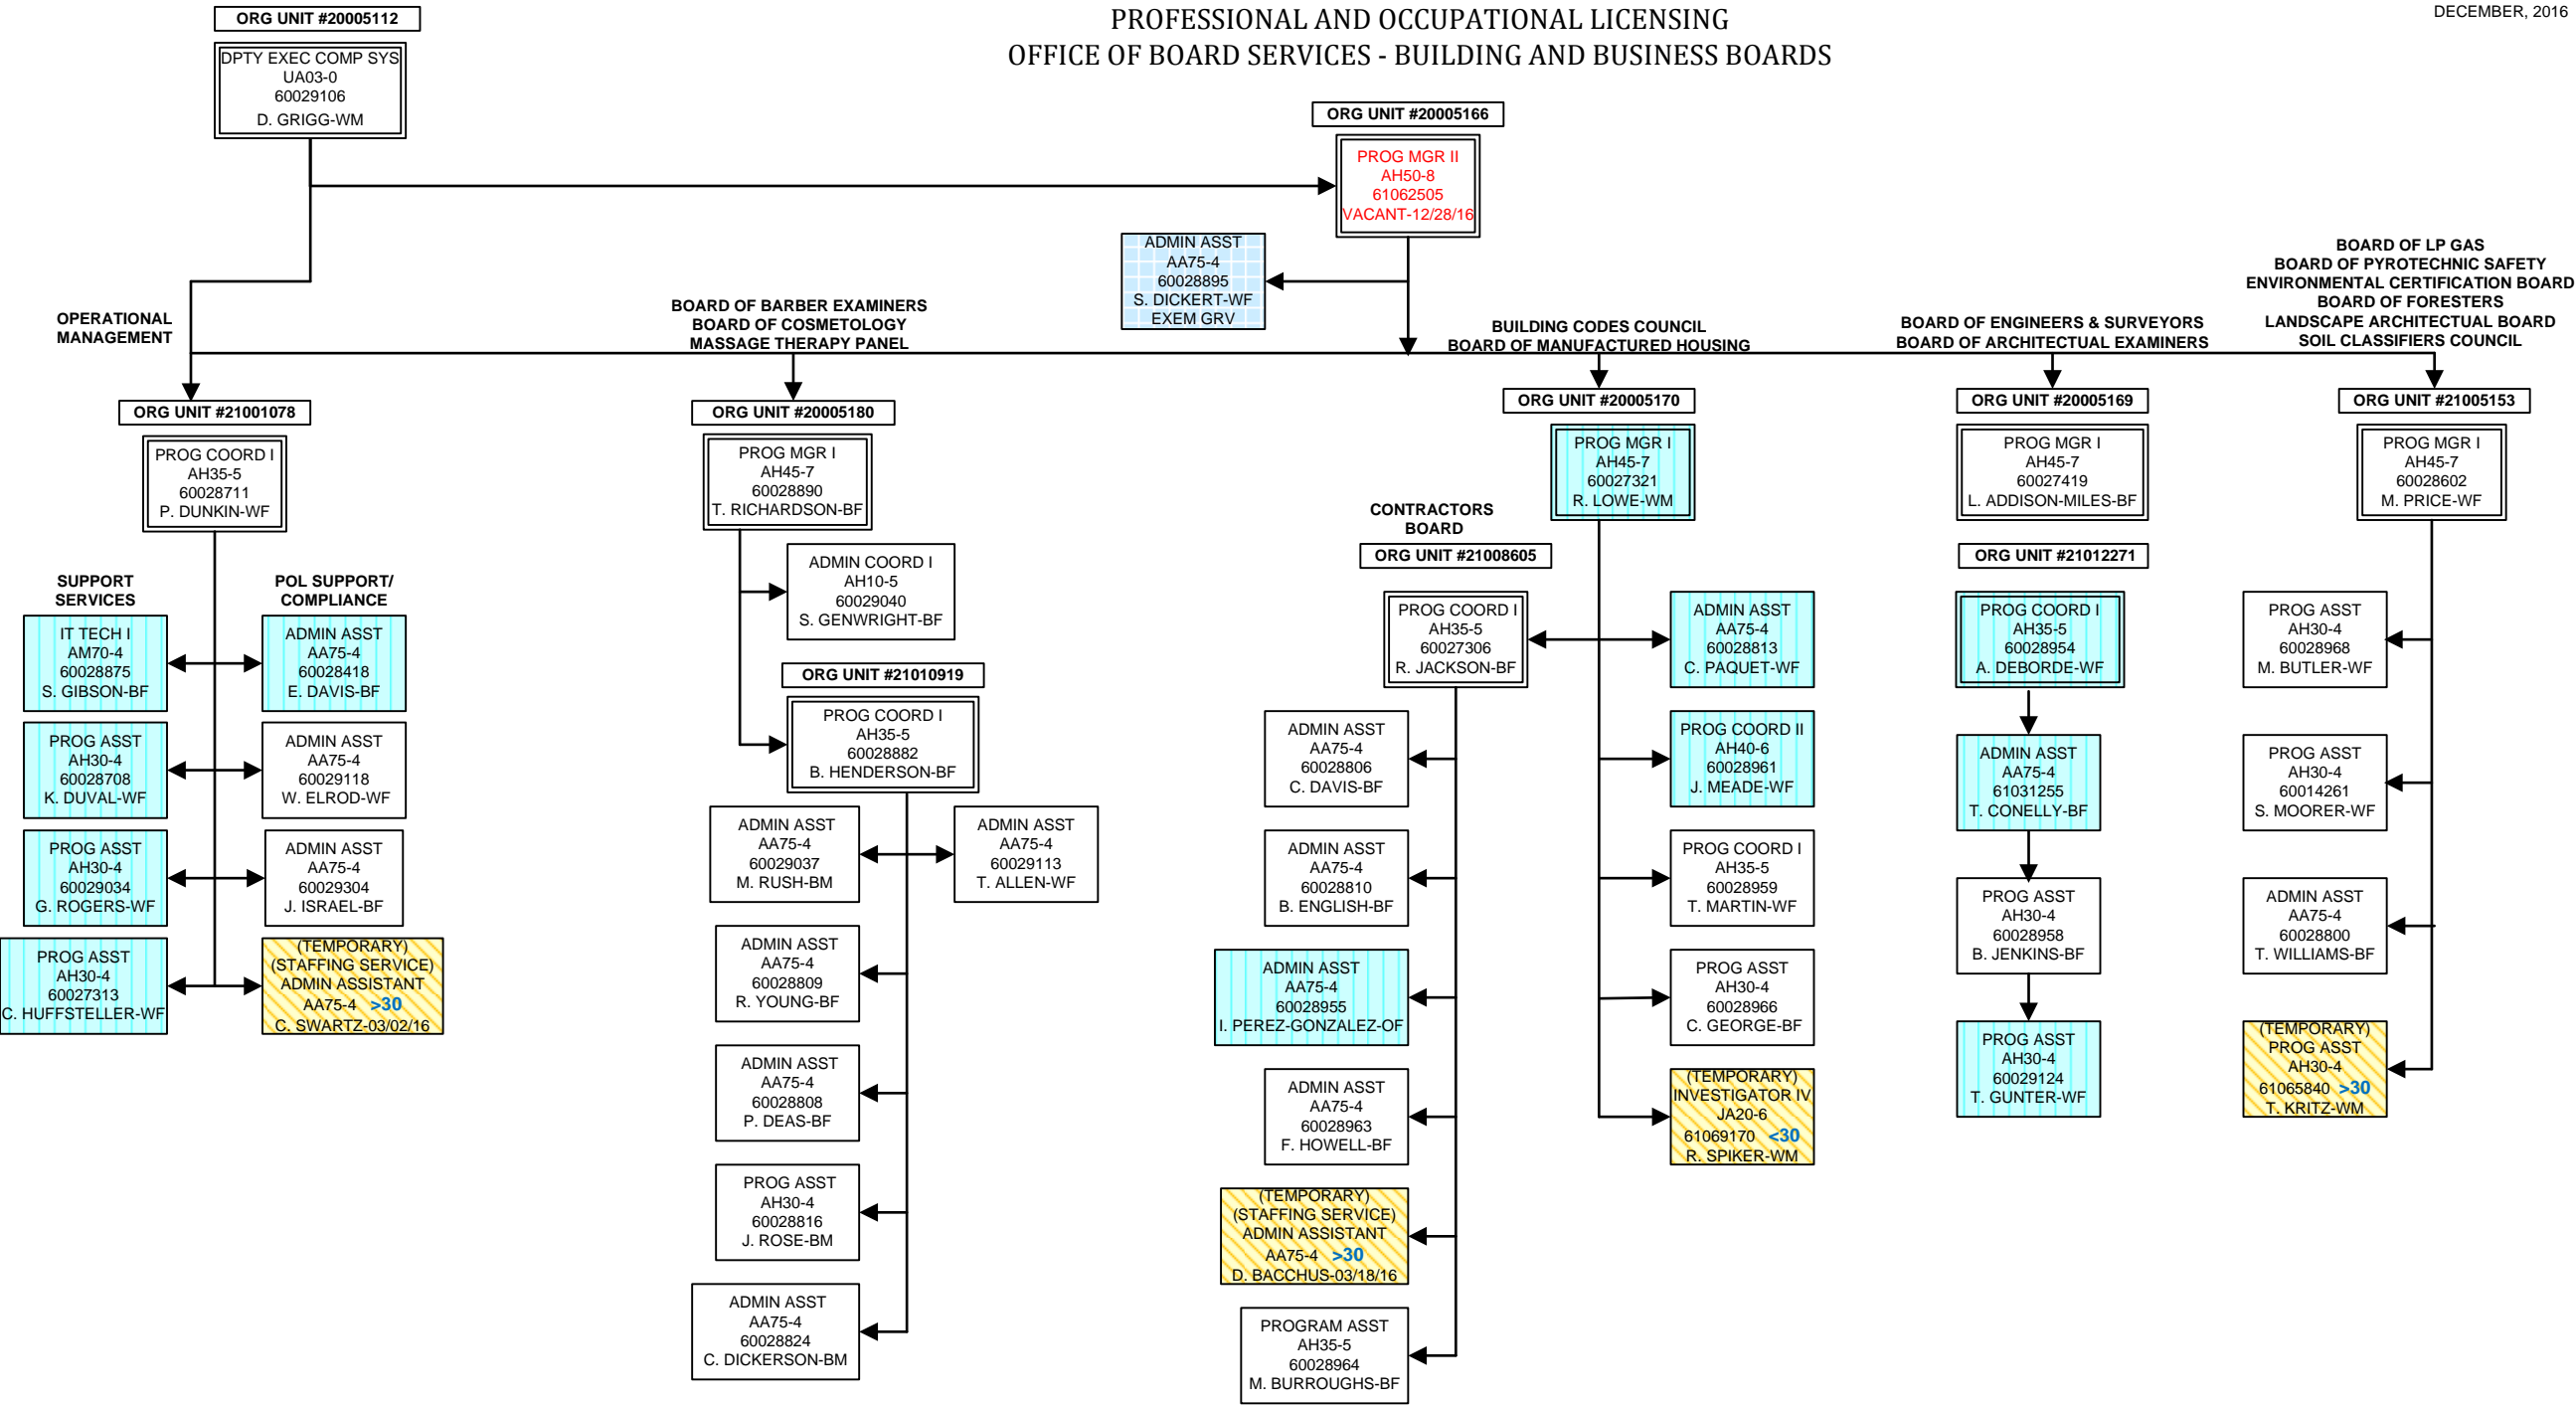 PROFESSIONAL AND OCCUPATIONAL LICENSING
OFFICE OF BOARD SERVICES - BUILDING AND BUSINESS BOARDS
DECEMBER, 2016
ORG UNIT #20005112
DPTY EXEC COMP SYS
UA03-0
60029106
D. GRIGG-WM
ORG UNIT #20005166
PROG MGR II
AH50-8
61062505
VACANT-12/28/16
ADMIN ASST
AA75-4
60028895
S. DICKERT-WF
EXEM GRV
OPERATIONAL
MANAGEMENT
ORG UNIT #21001078
PROG COORD I
AH35-5
60028711
P. DUNKIN-WF
SUPPORT
SERVICES
IT TECH I
AM70-4
60028875
S. GIBSON-BF
PROG ASST
AH30-4
60028708
K. DUVAL-WF
PROG ASST
AH30-4
60029034
G. ROGERS-WF
PROG ASST
AH30-4
60027313
C. HUFFSTELLER-WF
POL SUPPORT/
COMPLIANCE
ADMIN ASST
AA75-4
60028418
E. DAVIS-BF
ADMIN ASST
AA75-4
60029118
W. ELROD-WF
ADMIN ASST
AA75-4
60029304
J. ISRAEL-BF
(TEMPORARY)
(STAFFING SERVICE)
ADMIN ASSISTANT
AA75-4 >30
C. SWARTZ-03/02/16
BOARD OF BARBER EXAMINERS
BOARD OF COSMETOLOGY
MASSAGE THERAPY PANEL
ORG UNIT #20005180
PROG MGR I
AH45-7
60028890
T. RICHARDSON-BF
ADMIN COORD I
AH10-5
60029040
S. GENWRIGHT-BF
ORG UNIT #21010919
PROG COORD I
AH35-5
60028882
B. HENDERSON-BF
ADMIN ASST
AA75-4
60029037
M. RUSH-BM
ADMIN ASST
AA75-4
60029113
T. ALLEN-WF
ADMIN ASST
AA75-4
60028809
R. YOUNG-BF
ADMIN ASST
AA75-4
60028808
P. DEAS-BF
PROG ASST
AH30-4
60028816
J. ROSE-BM
ADMIN ASST
AA75-4
60028824
C. DICKERSON-BM
BUILDING CODES COUNCIL
BOARD OF MANUFACTURED HOUSING
ORG UNIT #20005170
PROG MGR I
AH45-7
60027321
R. LOWE-WM
CONTRACTORS
BOARD
ORG UNIT #21008605
PROG COORD I
AH35-5
60027306
R. JACKSON-BF
ADMIN ASST
AA75-4
60028806
C. DAVIS-BF
ADMIN ASST
AA75-4
60028810
B. ENGLISH-BF
ADMIN ASST
AA75-4
60028955
I. PEREZ-GONZALEZ-OF
ADMIN ASST
AA75-4
60028963
F. HOWELL-BF
(TEMPORARY)
(STAFFING SERVICE)
ADMIN ASSISTANT
AA75-4 >30
D. BACCHUS-03/18/16
PROGRAM ASST
AH35-5
60028964
M. BURROUGHS-BF
ADMIN ASST
AA75-4
60028813
C. PAQUET-WF
PROG COORD II
AH40-6
60028961
J. MEADE-WF
PROG COORD I
AH35-5
60028959
T. MARTIN-WF
PROG ASST
AH30-4
60028966
C. GEORGE-BF
(TEMPORARY)
INVESTIGATOR IV
JA20-6
61069170 <30
R. SPIKER-WM
BOARD OF ENGINEERS & SURVEYORS
BOARD OF ARCHITECTUAL EXAMINERS
ORG UNIT #20005169
PROG MGR I
AH45-7
60027419
L. ADDISON-MILES-BF
ORG UNIT #21012271
PROG COORD I
AH35-5
60028954
A. DEBORDE-WF
ADMIN ASST
AA75-4
61031255
T. CONELLY-BF
PROG ASST
AH30-4
60028958
B. JENKINS-BF
PROG ASST
AH30-4
60029124
T. GUNTER-WF
BOARD OF LP GAS
BOARD OF PYROTECHNIC SAFETY
ENVIRONMENTAL CERTIFICATION BOARD
BOARD OF FORESTERS
LANDSCAPE ARCHITECTUAL BOARD
SOIL CLASSIFIERS COUNCIL
ORG UNIT #21005153
PROG MGR I
AH45-7
60028602
M. PRICE-WF
PROG ASST
AH30-4
60028968
M. BUTLER-WF
PROG ASST
AH30-4
60014261
S. MOORER-WF
ADMIN ASST
AA75-4
60028800
T. WILLIAMS-BF
(TEMPORARY)
PROG ASST
AH30-4
61065840 >30
T. KRITZ-WM